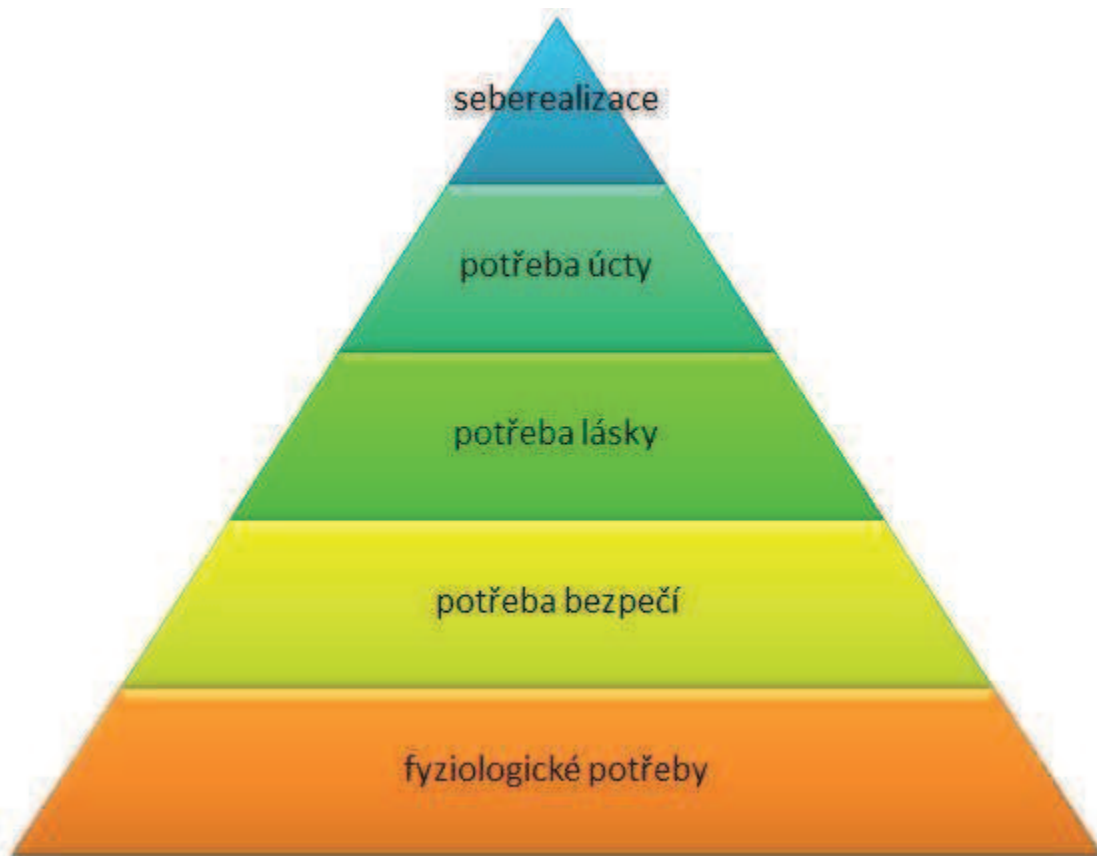 seberealizace
potřeba úcty
potřeba lásky
potřeba bezpečí
fyziologické potřeby